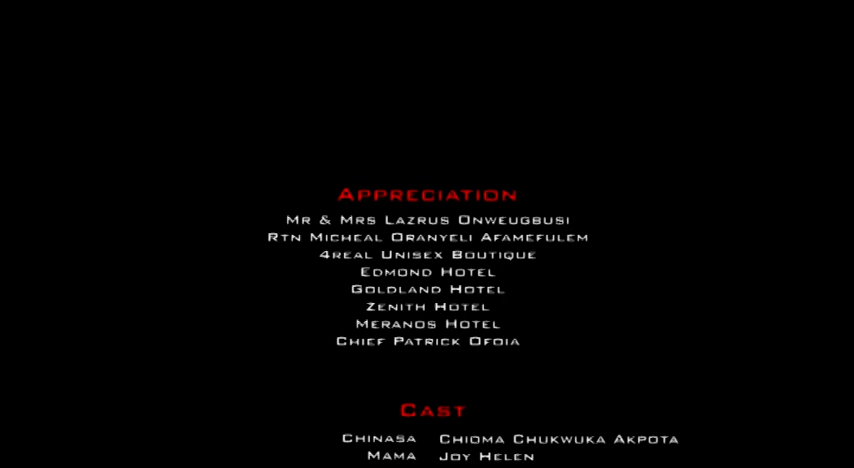 Appreciation
Mr & Mrs Lazrus Onweugbusi
Rtn Micheal Oranyeli Afamefulem
4real Unisex Boutique
Edmond Hotel
Goldland Hotel
Zenith Hotel
Meranos Hotel
Chief Patrick Ofoia
Cast
Chinasa Chioma Chukwuka Akpota
Mama Joy Helen